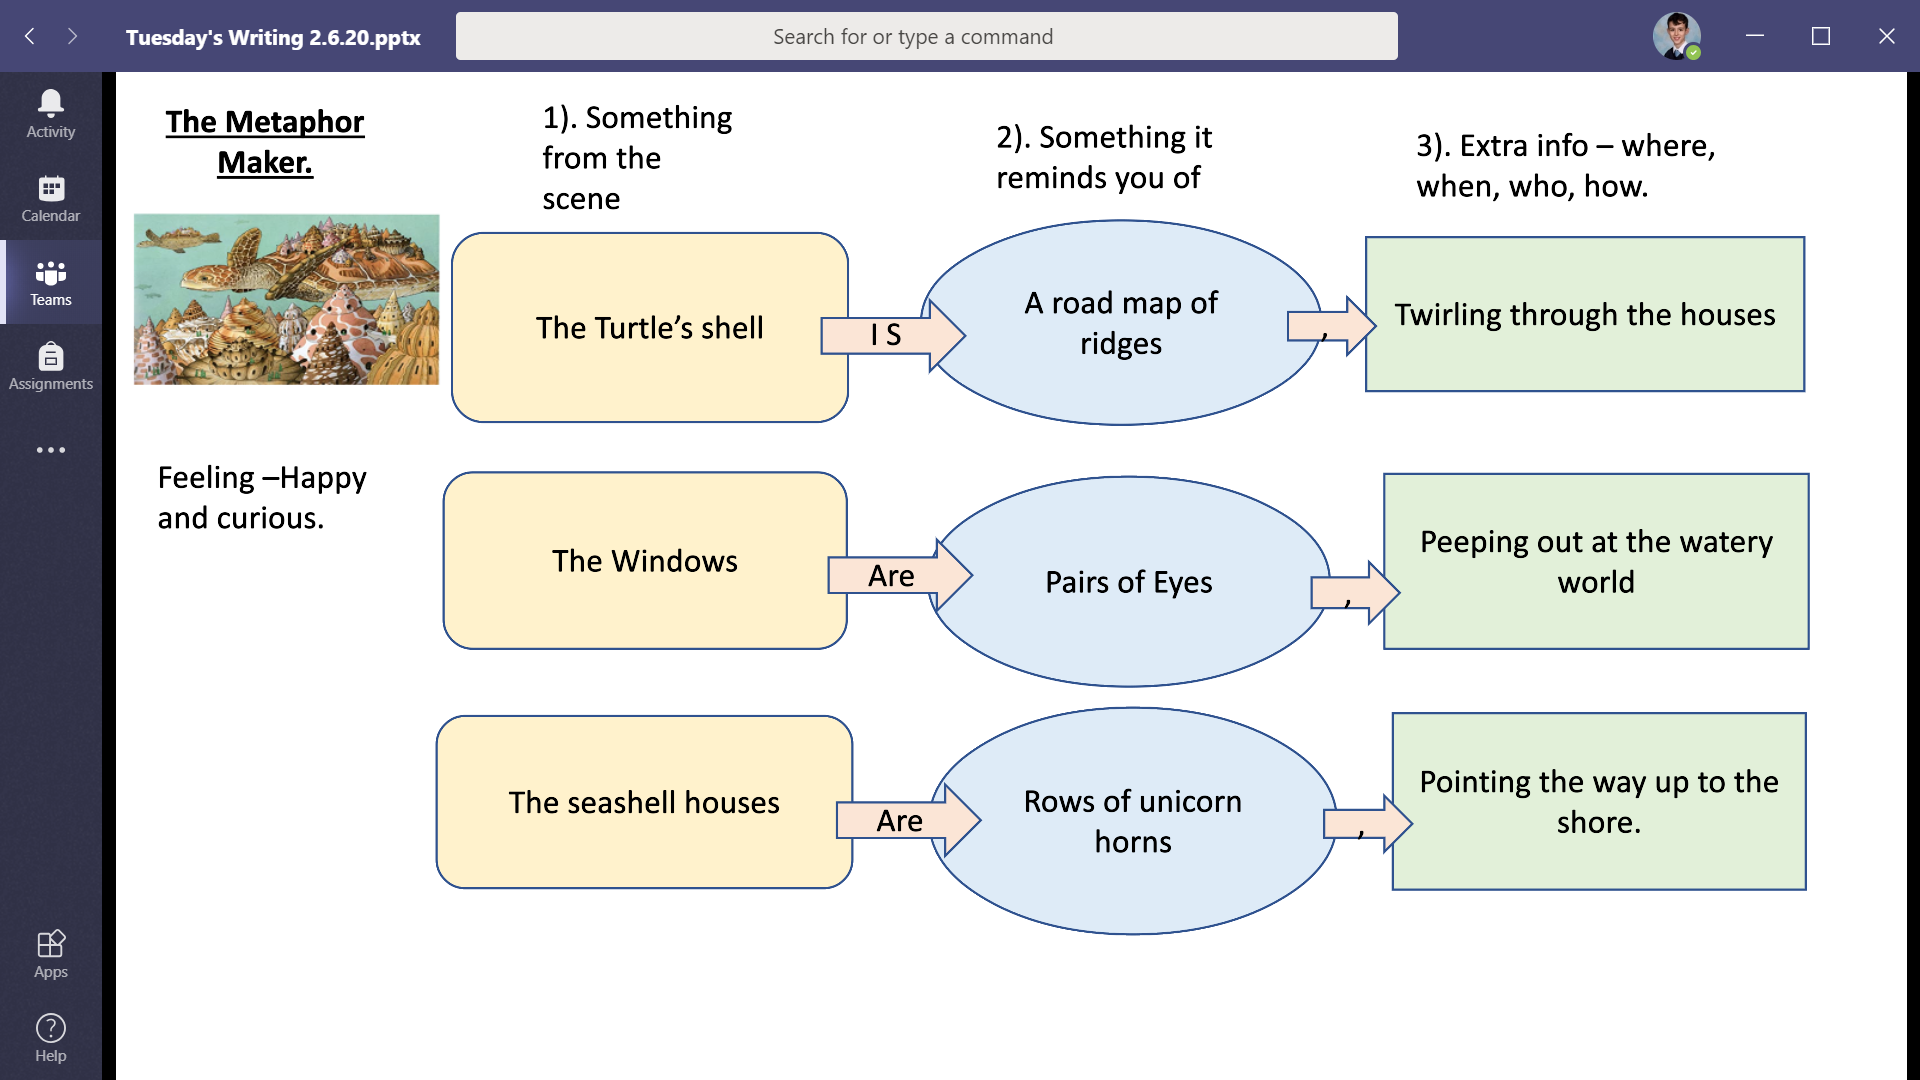 Tuesday's Writing 2.6.20.pptx
Search for or type a command
Activity
Calendar
Teams
Assignments
Apps
Help
The Metaphor
Maker.
1). Something
from the
scene
2). Something it
reminds you of
3). Extra info – where,
when, who, how.
The Turtle’s shell
I S
A road map of
ridges
,
Twirling through the houses
Feeling –Happy
and curious.
The Windows
Are
Pairs of Eyes
,
Peeping out at the watery
world
The seashell houses
Are
Rows of unicorn
horns
,
Pointing the way up to the
shore.